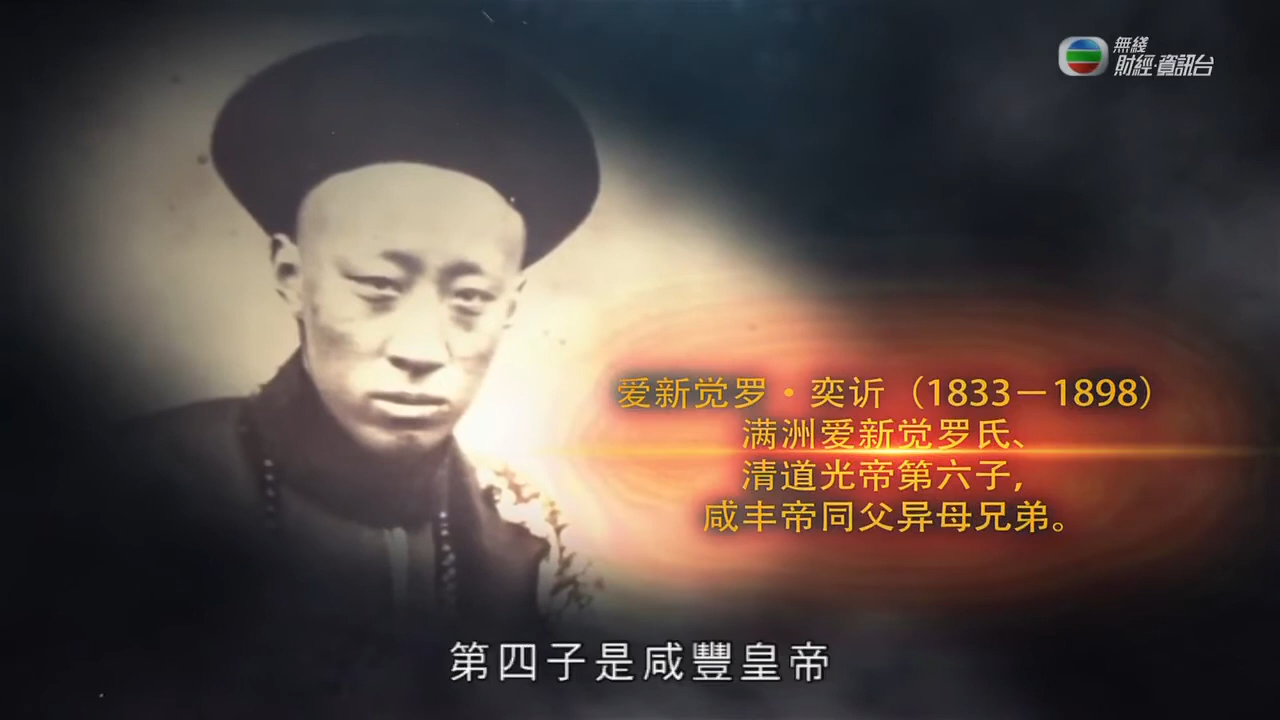 無綫
財經·資訊台
爱新觉罗·奕䜣（1833－1898）
满洲爱新觉罗氏、
清道光帝第六子,
咸丰帝同父异母兄弟。
第四子是咸豐皇帝